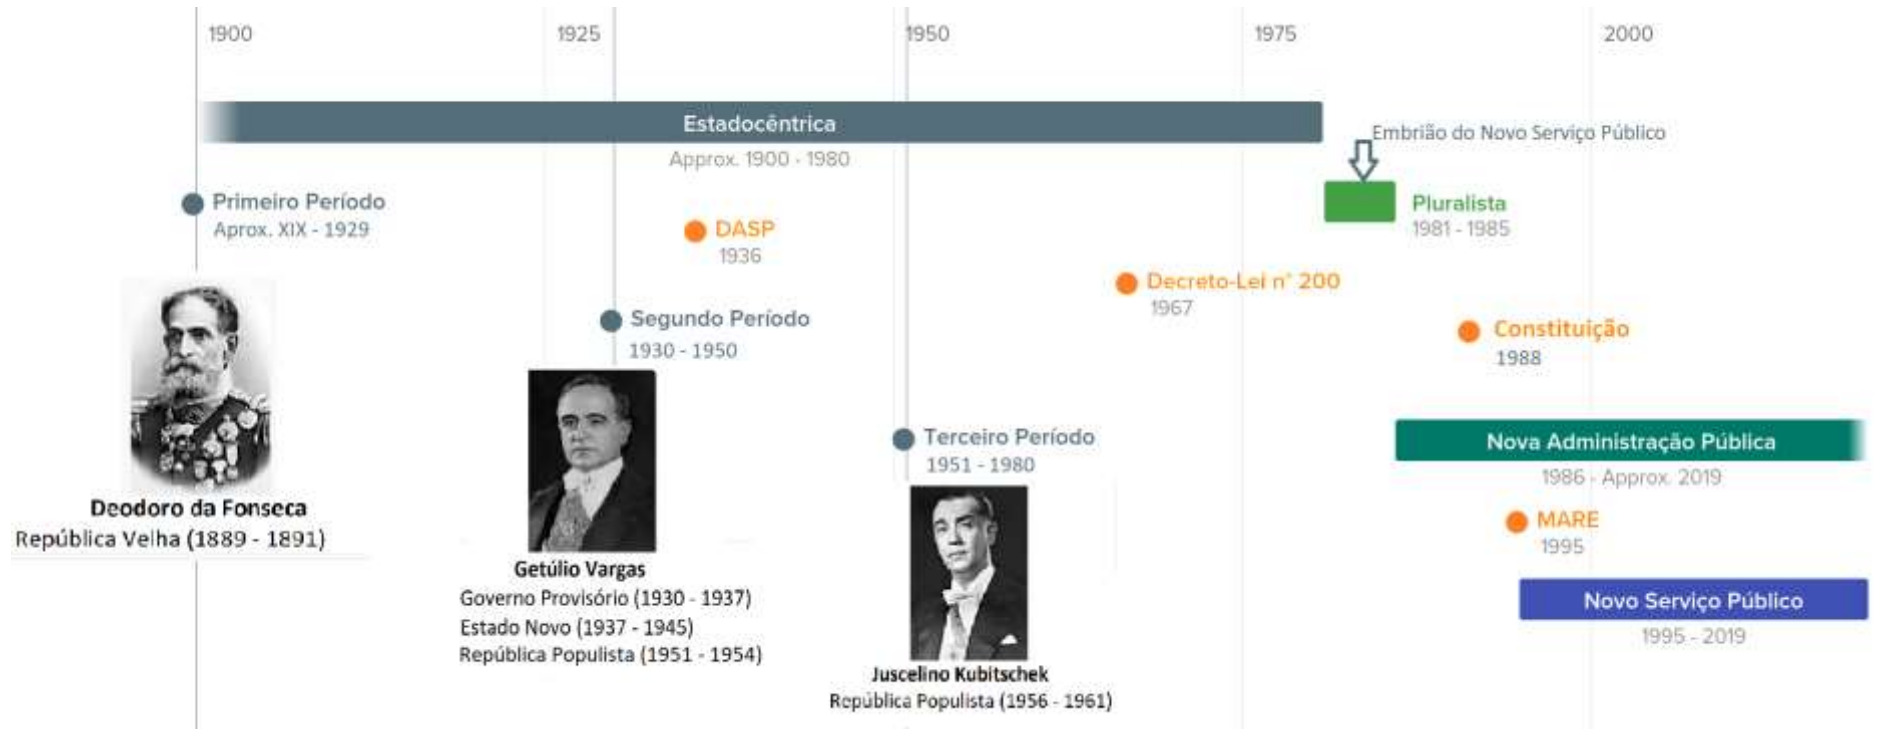 1900
1925
1950
1975
2000
Estadocêntrica
Approx. 1900 - 1980
Embrião do Novo Serviço Público
Primeiro Período
Aprox. XIX - 1929
Pluralista
1981 - 1985
DASP
1936
Decreto-Lei n° 200
1967
Segundo Período
1930 - 1950
Constituição
1988
Deodoro da Fonseca
República Velha (1889 - 1891)
Terceiro Período
1951 - 1980
Nova Administração Pública
1986 - Approx. 2019
MARE
1995
Getúlio Vargas
Governo Provisório (1930 - 1937)
Estado Novo (1937 - 1945)
República Populista (1951 - 1954)
Novo Serviço Público
1995 - 2019
Juscelino Kubitschek
República Populista (1956 - 1961)